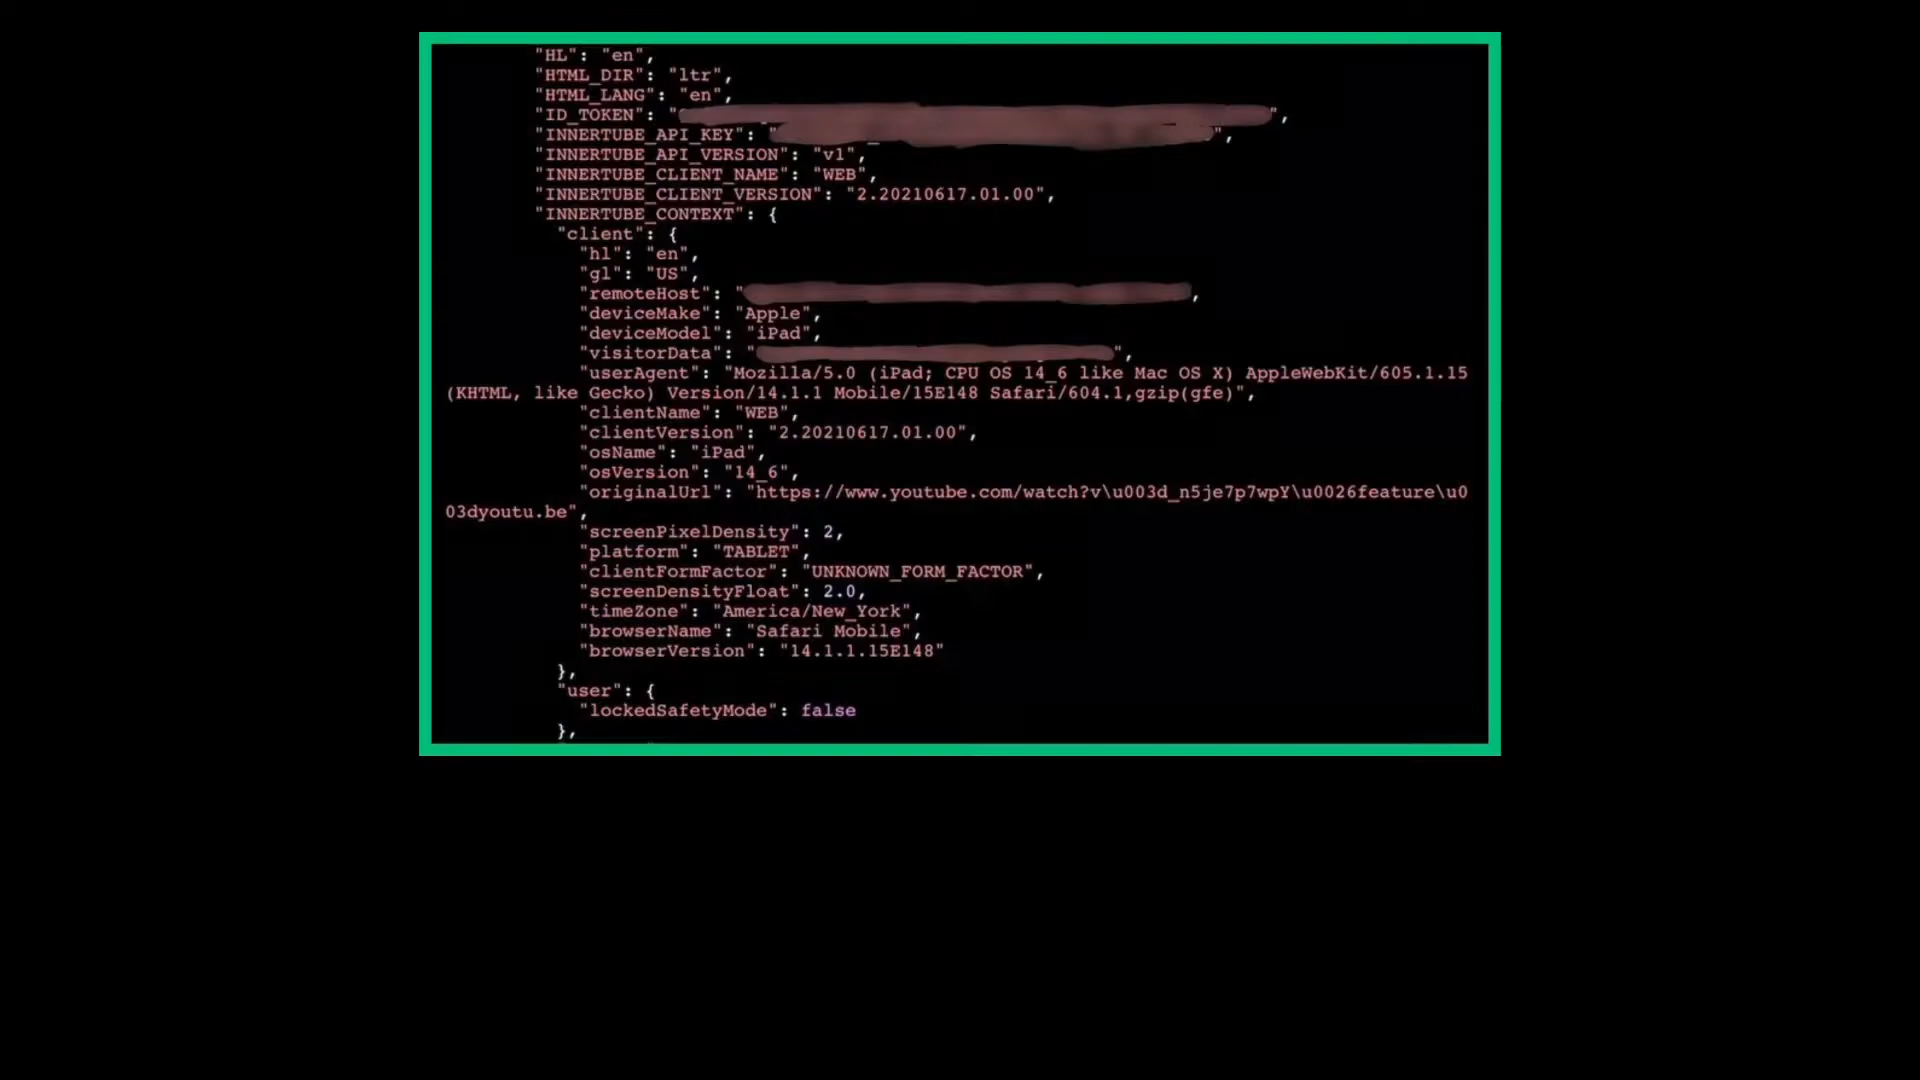 "HL": "en",
"HTML_DIR": "ltr",
"HTML_LANG": "en",
"ID_TOKEN": "",
"INNERTUBE_API_KEY": "",
"INNERTUBE_API_VERSION": "v1",
"INNERTUBE_CLIENT_NAME": "WEB",
"INNERTUBE_CLIENT_VERSION": "2.20210617.01.00",
"INNERTUBE_CONTEXT": {
"client": {
"hl": "en",
"gl": "US",
"remoteHost": ",
"deviceMake": "Apple",
"deviceModel": "iPad",
"visitorData": "",
"userAgent": "Mozilla/5.0 (iPad; CPU OS 14_6 like Mac OS X) AppleWebKit/605.1.15
(KHTML, like Gecko) Version/14.1.1 Mobile/15E148 Safari/604.1,gzip(gfe)",
"clientName": "WEB",
"clientVersion": "2.20210617.01.00",
"osName": "iPad",
"osVersion": "14_6",
"originalUrl": "https://www.youtube.com/watch?v\u003d_n5je7p7wpY\u0026feature\u0
03dyoutu.be",
"screenPixelDensity": 2,
"platform": "TABLET",
"clientFormFactor": "UNKNOWN_FORM_FACTOR",
"screenDensityFloat": 2.0,
"timeZone": "America/New_York",
"browserName": "Safari Mobile",
"browserVersion": "14.1.1.15E148"
},
"user": {
"lockedSafetyMode": false
},